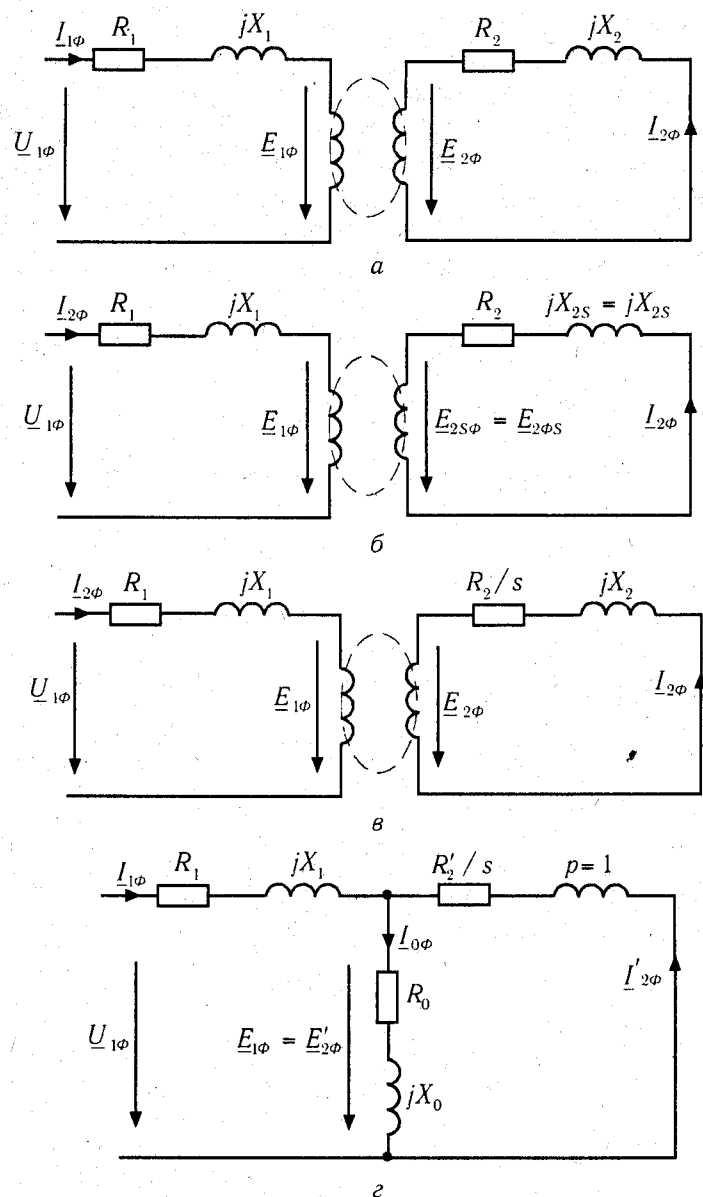 I₁Ф R₁ jX₁ R₂ jX₂
U₁Ф E₁Ф E₂Ф I₂Ф
а
I₂Ф R₁ jX₁ R₂ jX₂S = jX₂S
U₁Ф E₁Ф E₂SФ = E₂ФS I₂Ф
б
I₂Ф R₁ jX₁ R₂/s jX₂
U₁Ф E₁Ф E₂Ф I₂Ф
в
I₁Ф R₁ jX₁ R'₂/s p=1
I₀Ф
R₀
U₁Ф E₁Ф = E'₂Ф I'₂Ф
jX₀
г